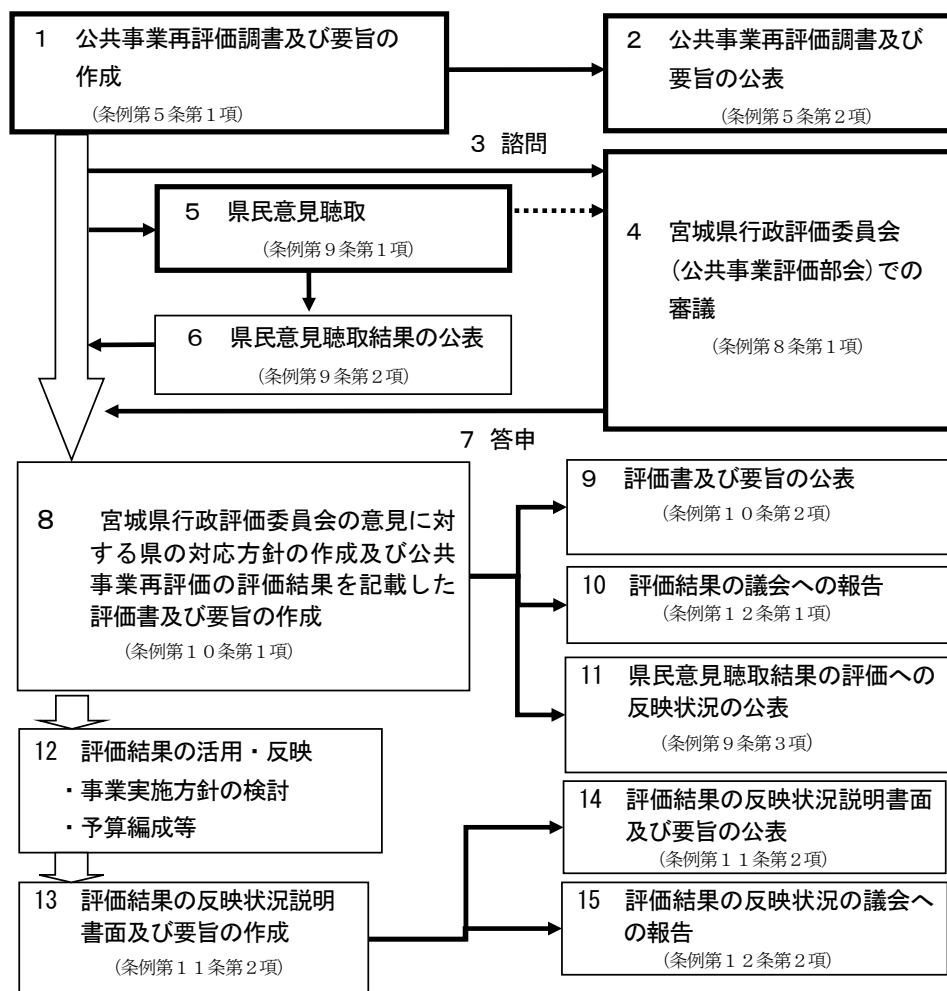 1 公共事業再評価調書及び要旨の
作成
(条例第5条第1項)
2 公共事業再評価調書及び
要旨の公表
(条例第5条第2項)
3 諮問
5 県民意見聴取
(条例第9条第1項)
4 宮城県行政評価委員会
(公共事業評価部会)での
審議
(条例第8条第1項)
6 県民意見聴取結果の公表
(条例第9条第2項)
7 答申
8 宮城県行政評価委員会の意見に対
する県の対応方針の作成及び公共
事業再評価の評価結果を記載した
評価書及び要旨の作成
(条例第10条第1項)
9 評価書及び要旨の公表
(条例第10条第2項)
10 評価結果の議会への報告
(条例第12条第1項)
11 県民意見聴取結果の評価への
反映状況の公表
(条例第9条第3項)
12 評価結果の活用・反映
・事業実施方針の検討
・予算編成等
13 評価結果の反映状況説明
書面及び要旨の作成
(条例第11条第2項)
14 評価結果の反映状況説明書面
及び要旨の公表
(条例第11条第2項)
15 評価結果の反映状況の議会へ
の報告
(条例第12条第2項)